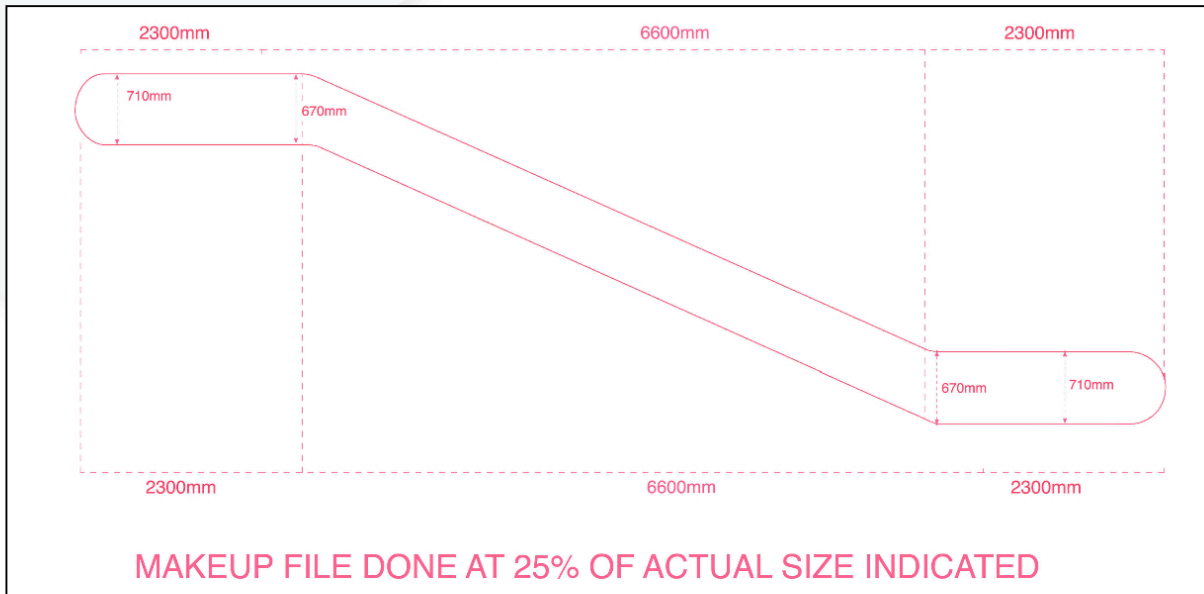 2300mm 6600mm 2300mm
710mm
670mm
670mm
710mm
2300mm 6600mm 2300mm
MAKEUP FILE DONE AT 25% OF ACTUAL SIZE INDICATED